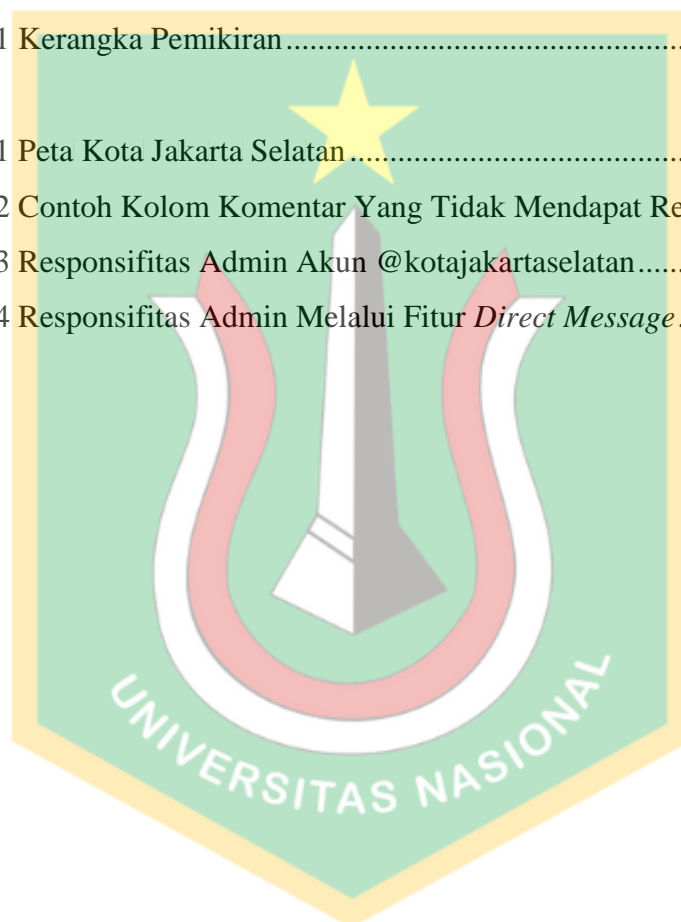 1 Kerangka Pemikiran..................................................
1 Peta Kota Jakarta Selatan..........................................
2 Contoh Kolom Komentar Yang Tidak Mendapat Re
3 Responsifitas Admin Akun @kotajakartaselatan......
4 Responsifitas Admin Melalui Fitur Direct Message.
UNIVERSITAS NASIONAL